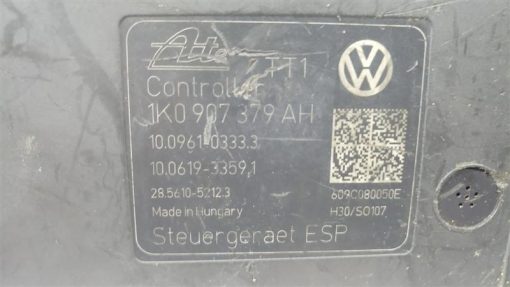 Ate TT1
Controller
1K0 907 379 AH
10.0961-0333.3
10.0619-3359.1
28.5610-5212.3
609C080050E
Made in Hungary
H30/SO107
Steuergeraet ESP